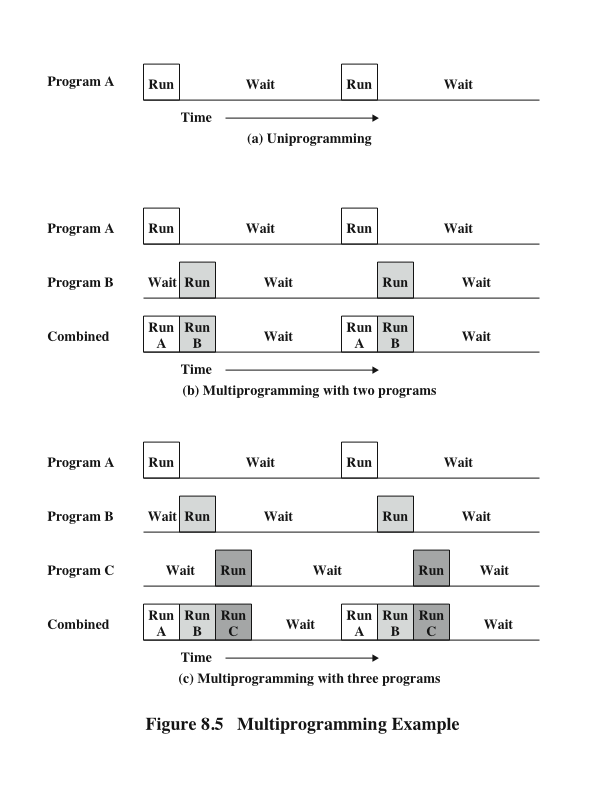 Program A Run Wait Run Wait
Time
(a) Uniprogramming
Program A Run Wait Run Wait
Program B Wait Run Wait Run Wait
Combined Run A Run B Wait Run A Run B Wait
Time
(b) Multiprogramming with two programs
Program A Run Wait Run Wait
Program B Wait Run Wait Run Wait
Program C Wait Run Wait Run Wait
Combined Run A Run B Run C Wait Run A Run B Run C Wait
Time
(c) Multiprogramming with three programs
Figure 8.5 Multiprogramming Example